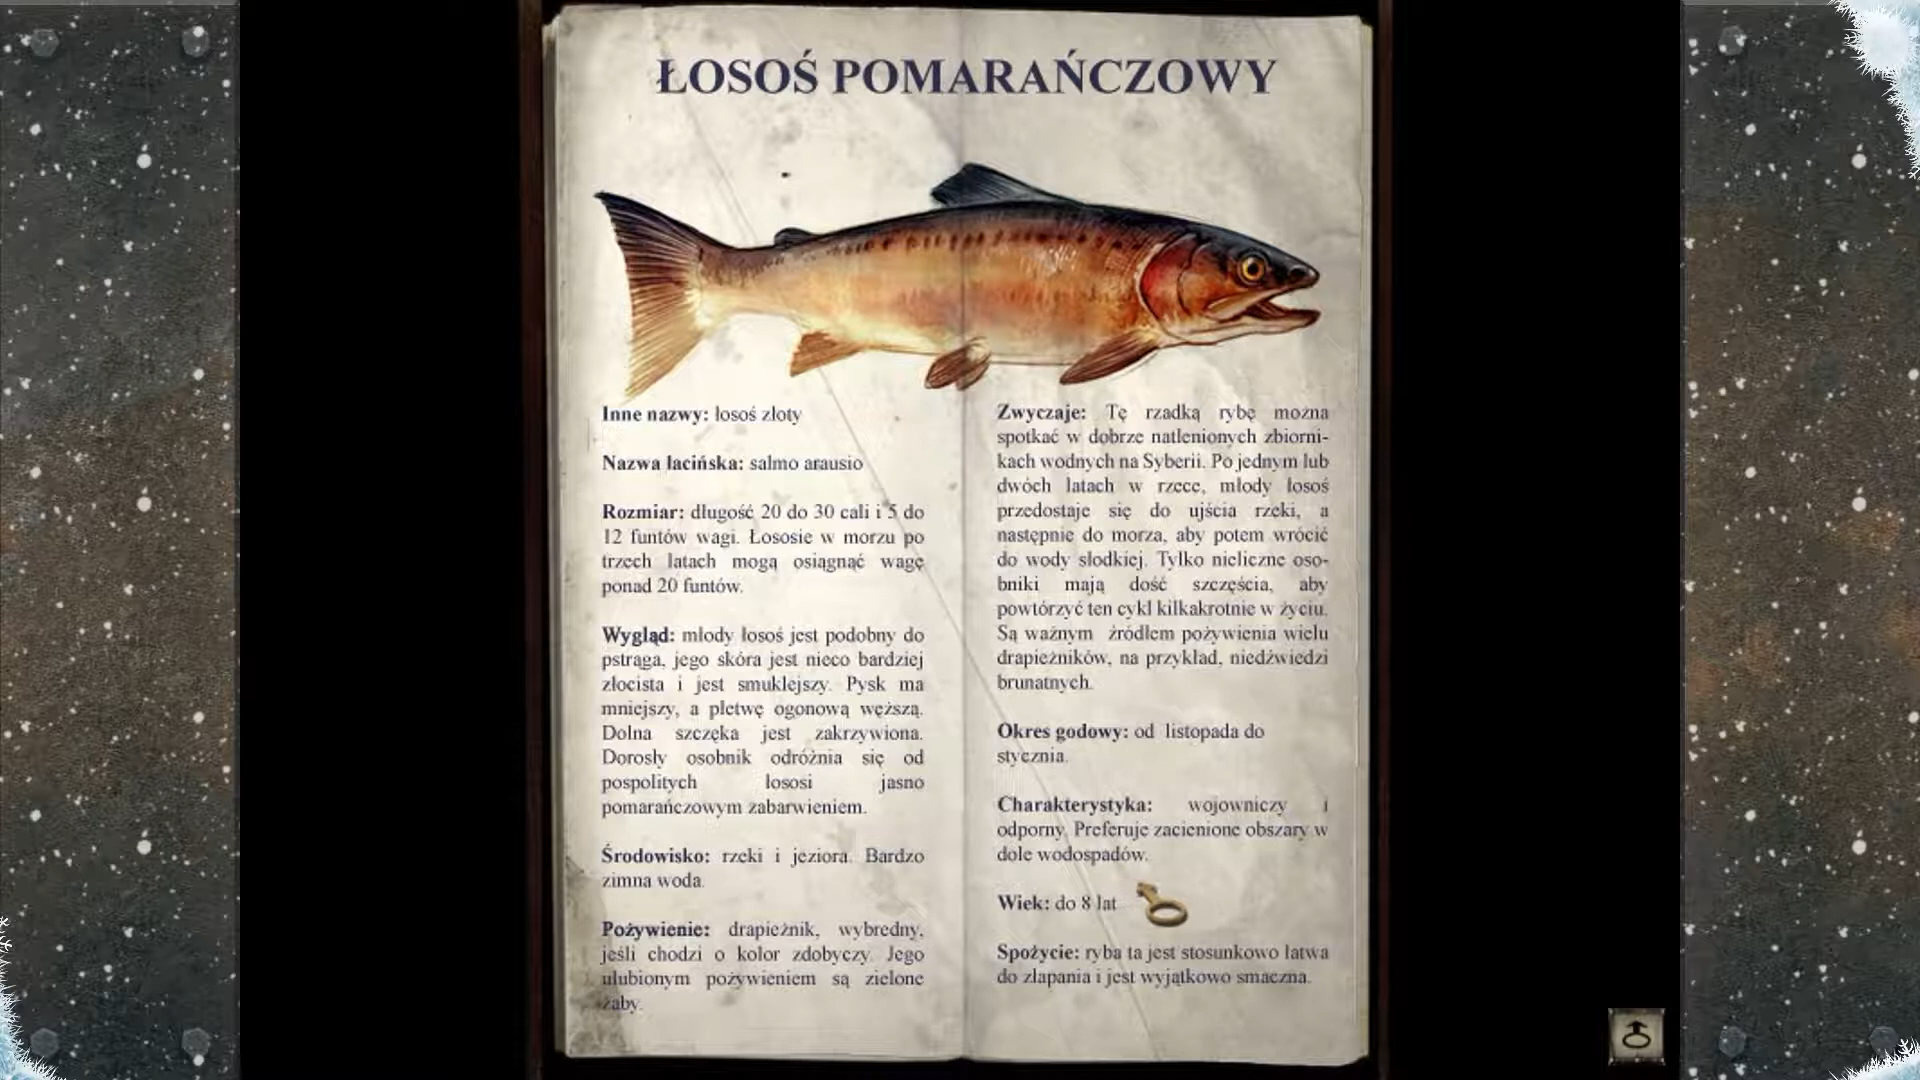 ŁOSOŚ POMARAŃCZOWY
Inne nazwy: łosoś złoty
Nazwa łacińska: salmo arausio
Rozmiar: długość 20 do 30 cali i 5 do
12 funtów wagi. Łososie w morzu po
trzech latach mogą osiągnąć wagę
ponad 20 funtów.
Wygląd: młody łosoś jest podobny do
pstrąga, jego skóra jest nieco bardziej
złocista i jest smuklejszy. Pysk ma
mniejszy, a płetwę ogonową węższą.
Dolna szczęka jest zakrzywiona.
Dorosły osobnik odróżnia się od
pospolitych łososi jasno
pomarańczowym zabarwieniem.
Środowisko: rzeki i jeziora. Bardzo
zimna woda.
Pożywienie: drapieżnik, wybredny,
jeśli chodzi o kolor zdobyczy. Jego
ulubionym pożywieniem są zielone
żaby.
Zwyczaje: Tę rzadką rybę można
spotkać w dobrze natlenionych zbiorni-
kach wodnych na Syberii. Po jednym lub
dwóch latach w rzece, młody łosoś
przedostaje się do ujścia rzeki, a
następnie do morza, aby potem wrócić
do wody słodkiej. Tylko nieliczne oso-
bniki mają dość szczęścia, aby
powtórzyć ten cykl kilkakrotnie w życiu.
Są ważnym źródłem pożywienia wielu
drapieżników, na przykład, niedźwiedzi
brunatnych.
Okres godowy: od listopada do
stycznia.
Charakterystyka: wojowniczy i
odporny. Preferuje zacienione obszary w
dole wodospadów.
Wiek: do 8 lat
Spożycie: ryba ta jest stosunkowo łatwa
do złapania i jest wyjątkowo smaczna.